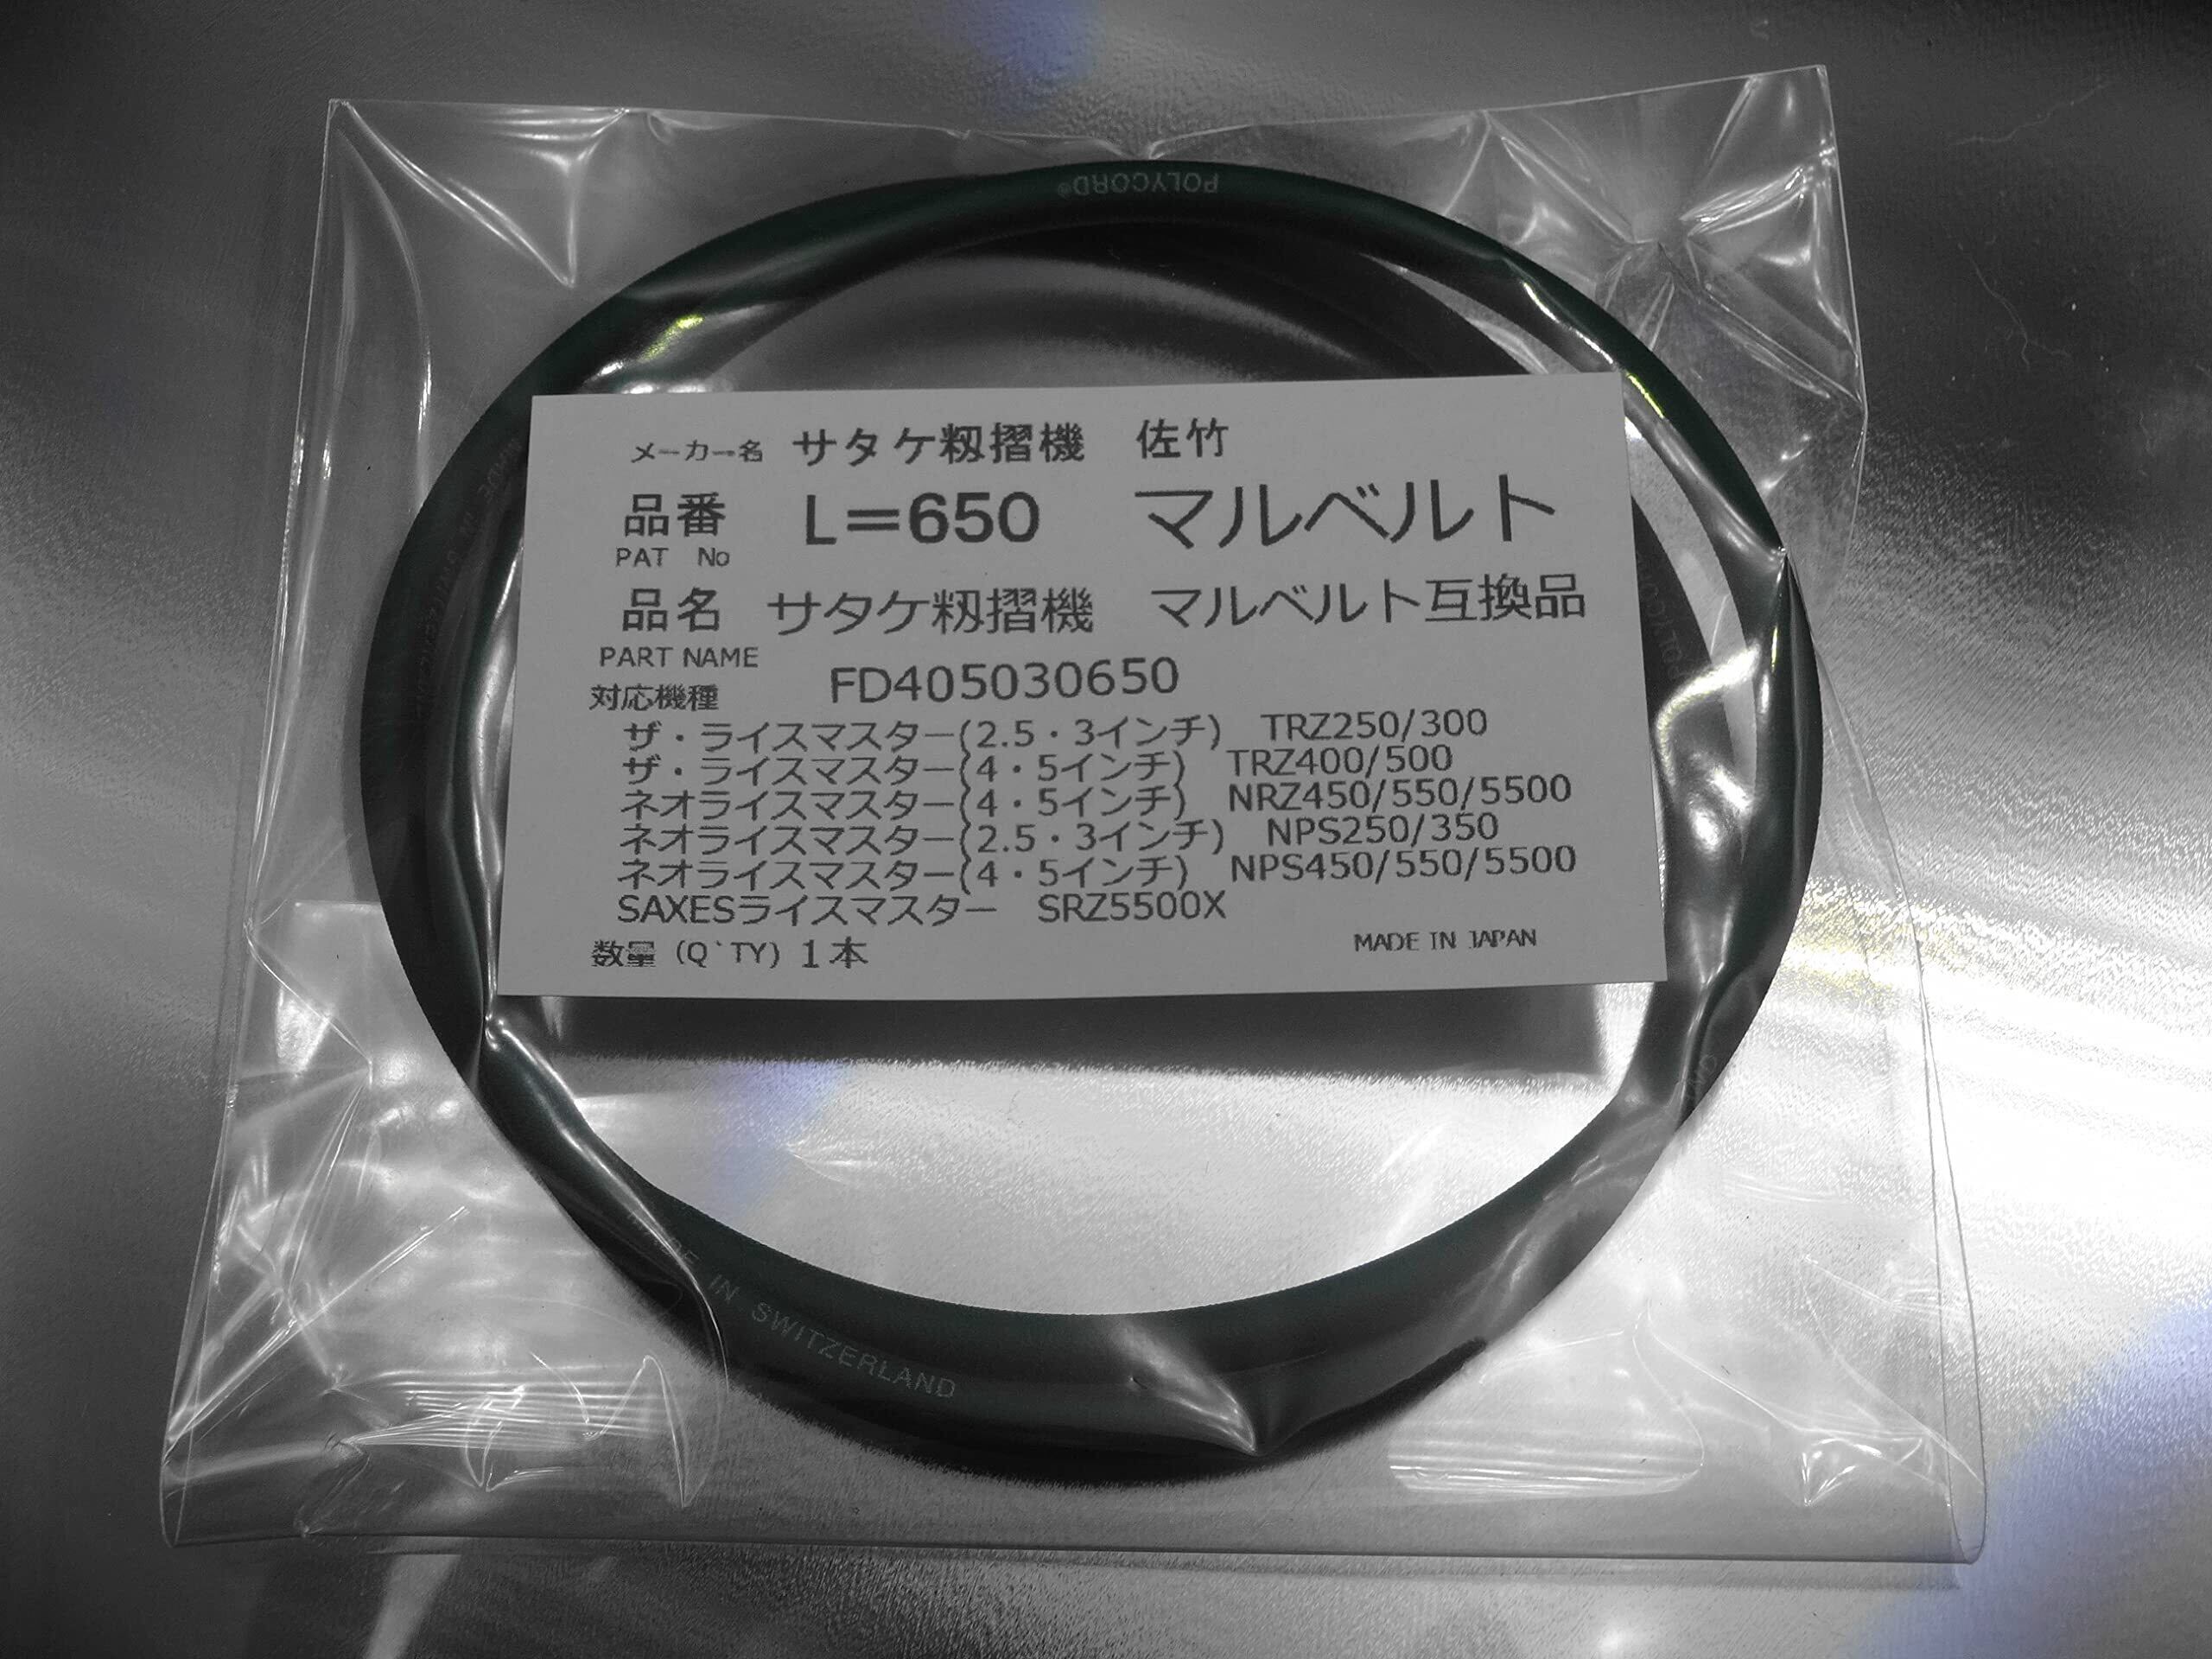 POLYCORD®
メーカー名 サタケ籾摺機 佐竹
品番 L=650 マルベルト
PAT No
品名 サタケ籾摺機 マルベルト互換品
PART NAME
FD405030650
対応機種
ザ・ライスマスター(2.5・3インチ) TRZ250/300
ザ・ライスマスター(4・5インチ) TRZ400/500
ネオライスマスター(4・5インチ) NRZ450/550/5500
ネオライスマスター(2.5・3インチ) NPS250/350
ネオライスマスター(4・5インチ) NPS450/550/5500
SAXESライスマスター SRZ5500X
数量 (Q`TY) 1本
MADE IN JAPAN
MADE IN SWITZERLAND